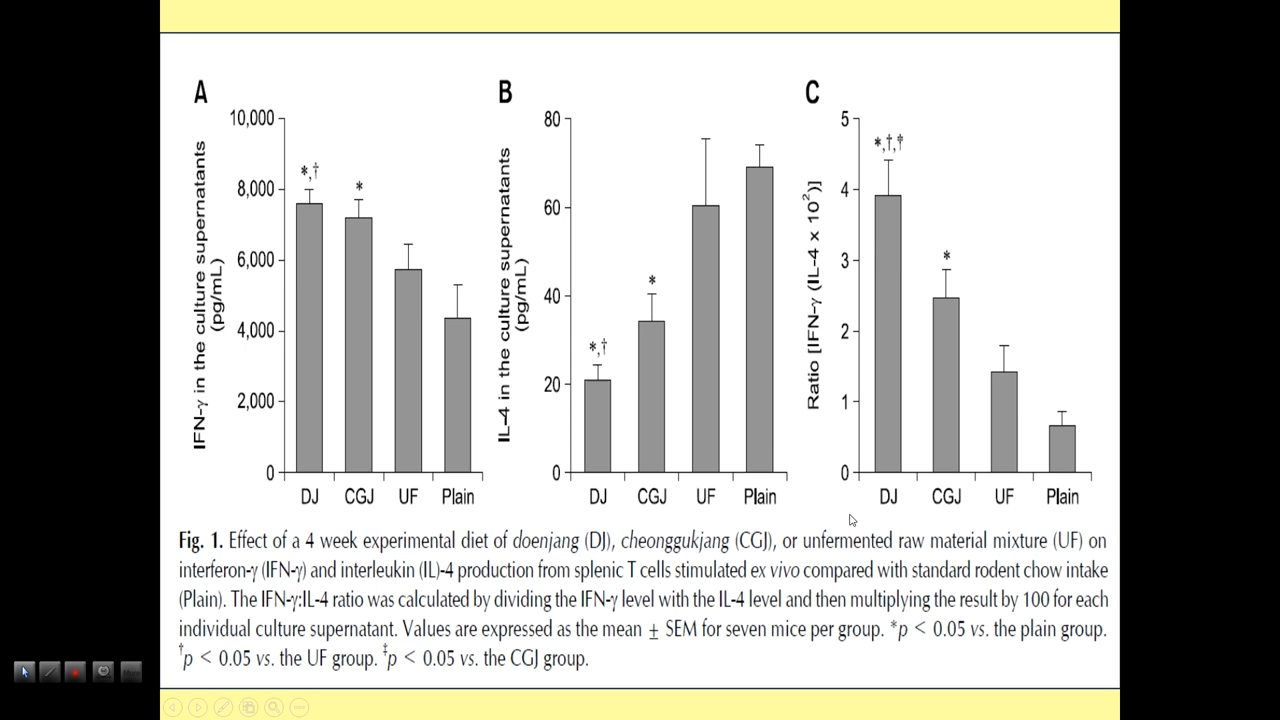 A
B
C
IFN-γ in the culture supernatants
(pg/mL)
10,000
8,000
6,000
4,000
2,000
0
*,†
*
DJ
CGJ
UF
Plain
IL-4 in the culture supernatants
(pg/mL)
80
60
40
20
0
*,†
*
DJ
CGJ
UF
Plain
Ratio [IFN-γ (IL-4 × 10²)]
5
4
3
2
1
0
*,†,‡
*
DJ
CGJ
UF
Plain
Fig. 1. Effect of a 4 week experimental diet of doenjang (DJ), cheonggukjang (CGJ), or unfermented raw material mixture (UF) on
interferon-γ (IFN-γ) and interleukin (IL)-4 production from splenic T cells stimulated ex vivo compared with standard rodent chow intake
(Plain). The IFN-γ:IL-4 ratio was calculated by dividing the IFN-γ level with the IL-4 level and then multiplying the result by 100 for each
individual culture supernatant. Values are expressed as the mean ± SEM for seven mice per group. *p < 0.05 vs. the plain group.
†p < 0.05 vs. the UF group. ‡p < 0.05 vs. the CGJ group.